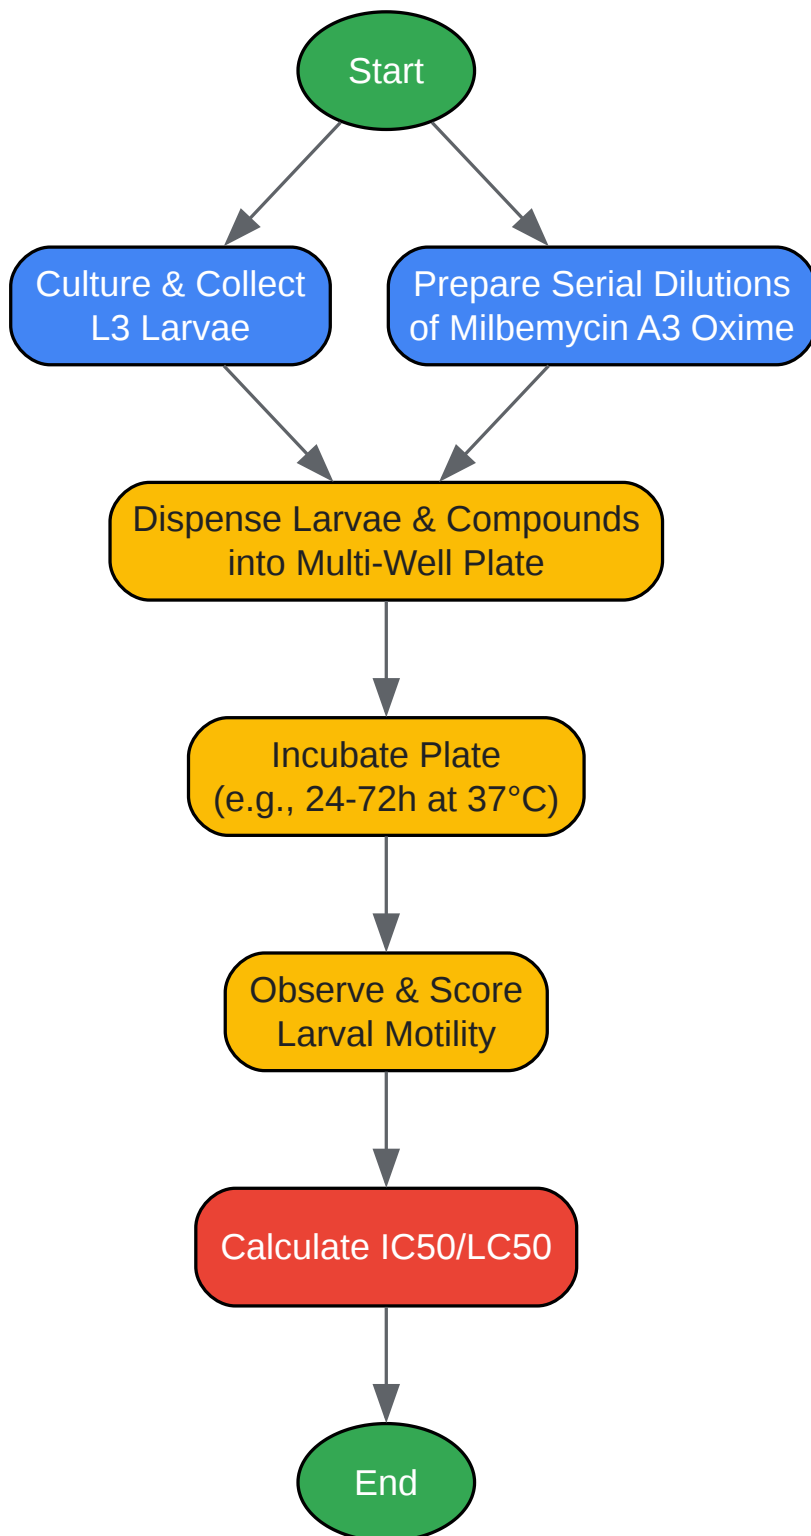 Start
Culture & Collect
L3 Larvae
Prepare Serial Dilutions
of Milbemycin A3 Oxime
Dispense Larvae & Compounds
into Multi-Well Plate
Incubate Plate
(e.g., 24-72h at 37°C)
Observe & Score
Larval Motility
Calculate IC50/LC50
End